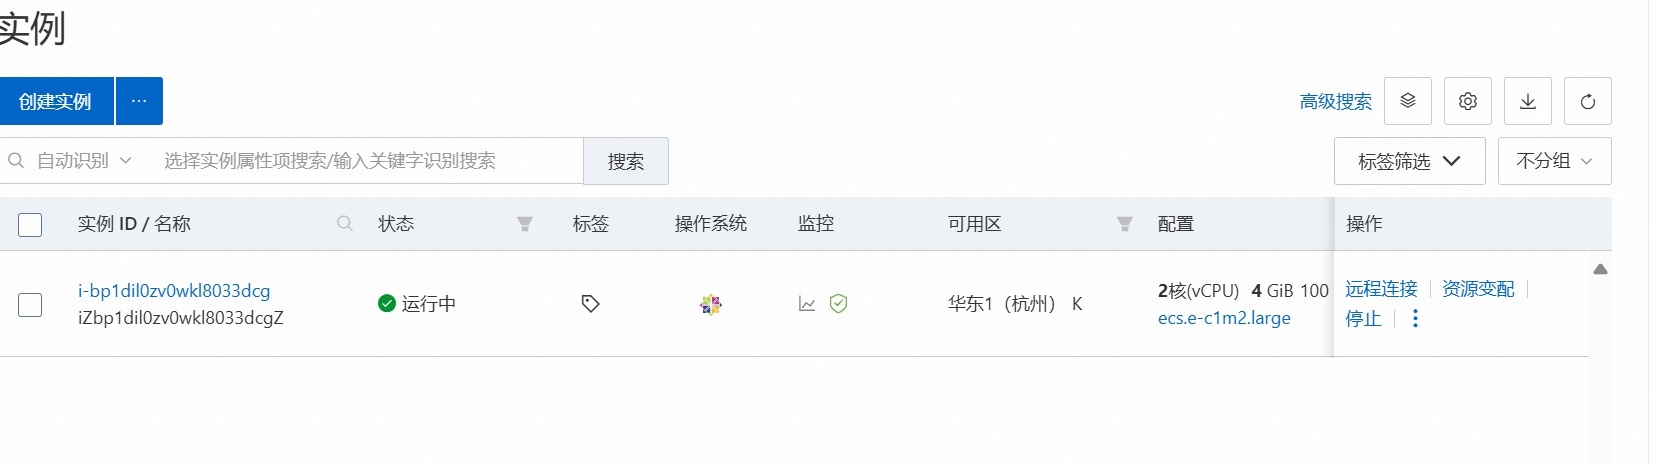 实例
创建实例 ...
高级搜索
自动识别 选择实例属性项搜索/输入关键字识别搜索 搜索 标签筛选 不分组
实例 ID / 名称 状态 标签 操作系统 监控 可用区 配置 操作
i-bp1dil0zv0wkl8033dcg
iZbp1dil0zv0wkl8033dcgZ
运行中
华东1（杭州） K
2核(vCPU) 4 GiB 100
ecs.e-c1m2.large
远程连接 资源变配
停止